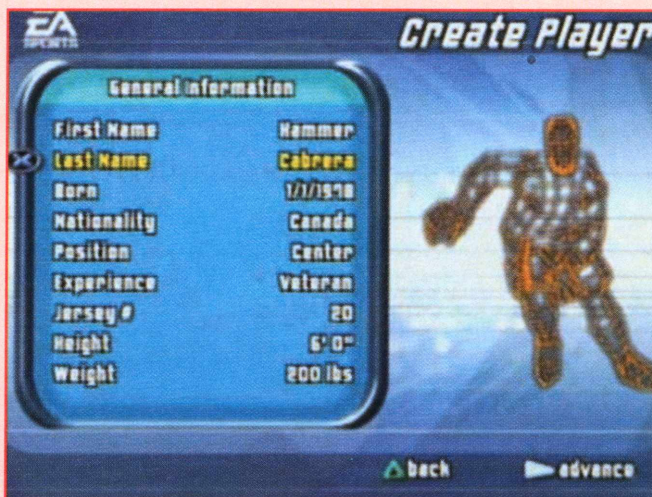 EA
SPORTS
Create Player
General Information
First Name Hammer
Last Name Cabrera
Born 1/1/1978
Nationality Canada
Position Center
Experience Veteran
Jersey # 20
Height 6' 0"
Weight 200 lbs
back advance